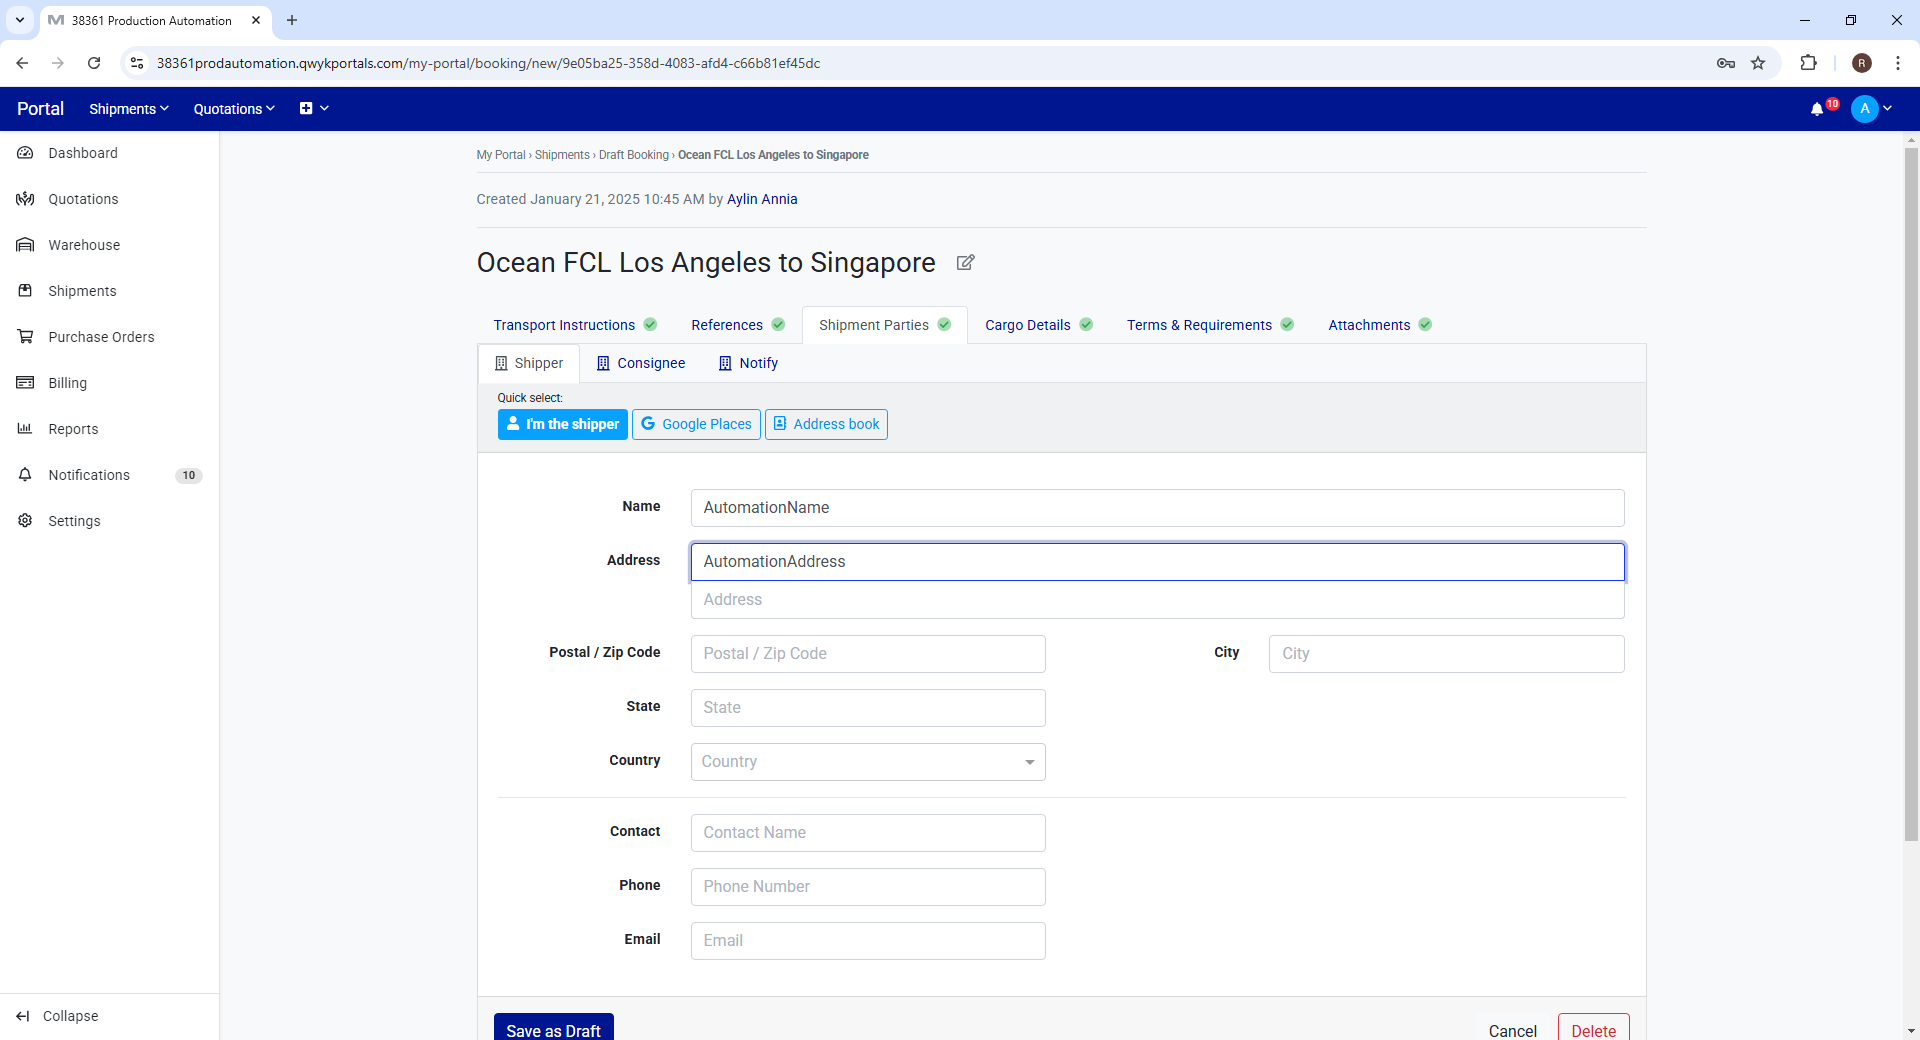 38361 Production Automation
38361prodautomation.qwykportals.com/my-portal/booking/new/9e05ba25-358d-4083-afd4-c66b81ef45dc
R
Portal
Shipments
Quotations
10
A
Dashboard
Quotations
Warehouse
Shipments
Purchase Orders
Billing
Reports
Notifications 10
Settings
Collapse
My Portal › Shipments › Draft Booking › Ocean FCL Los Angeles to Singapore
Created January 21, 2025 10:45 AM by Aylin Annia
Ocean FCL Los Angeles to Singapore
Transport Instructions References Shipment Parties Cargo Details Terms & Requirements Attachments
Shipper Consignee Notify
Quick select:
I'm the shipper Google Places Address book
Name AutomationName
Address AutomationAddress
Address
Postal / Zip Code Postal / Zip Code City City
State State
Country Country
Contact Contact Name
Phone Phone Number
Email Email
Save as Draft Cancel Delete